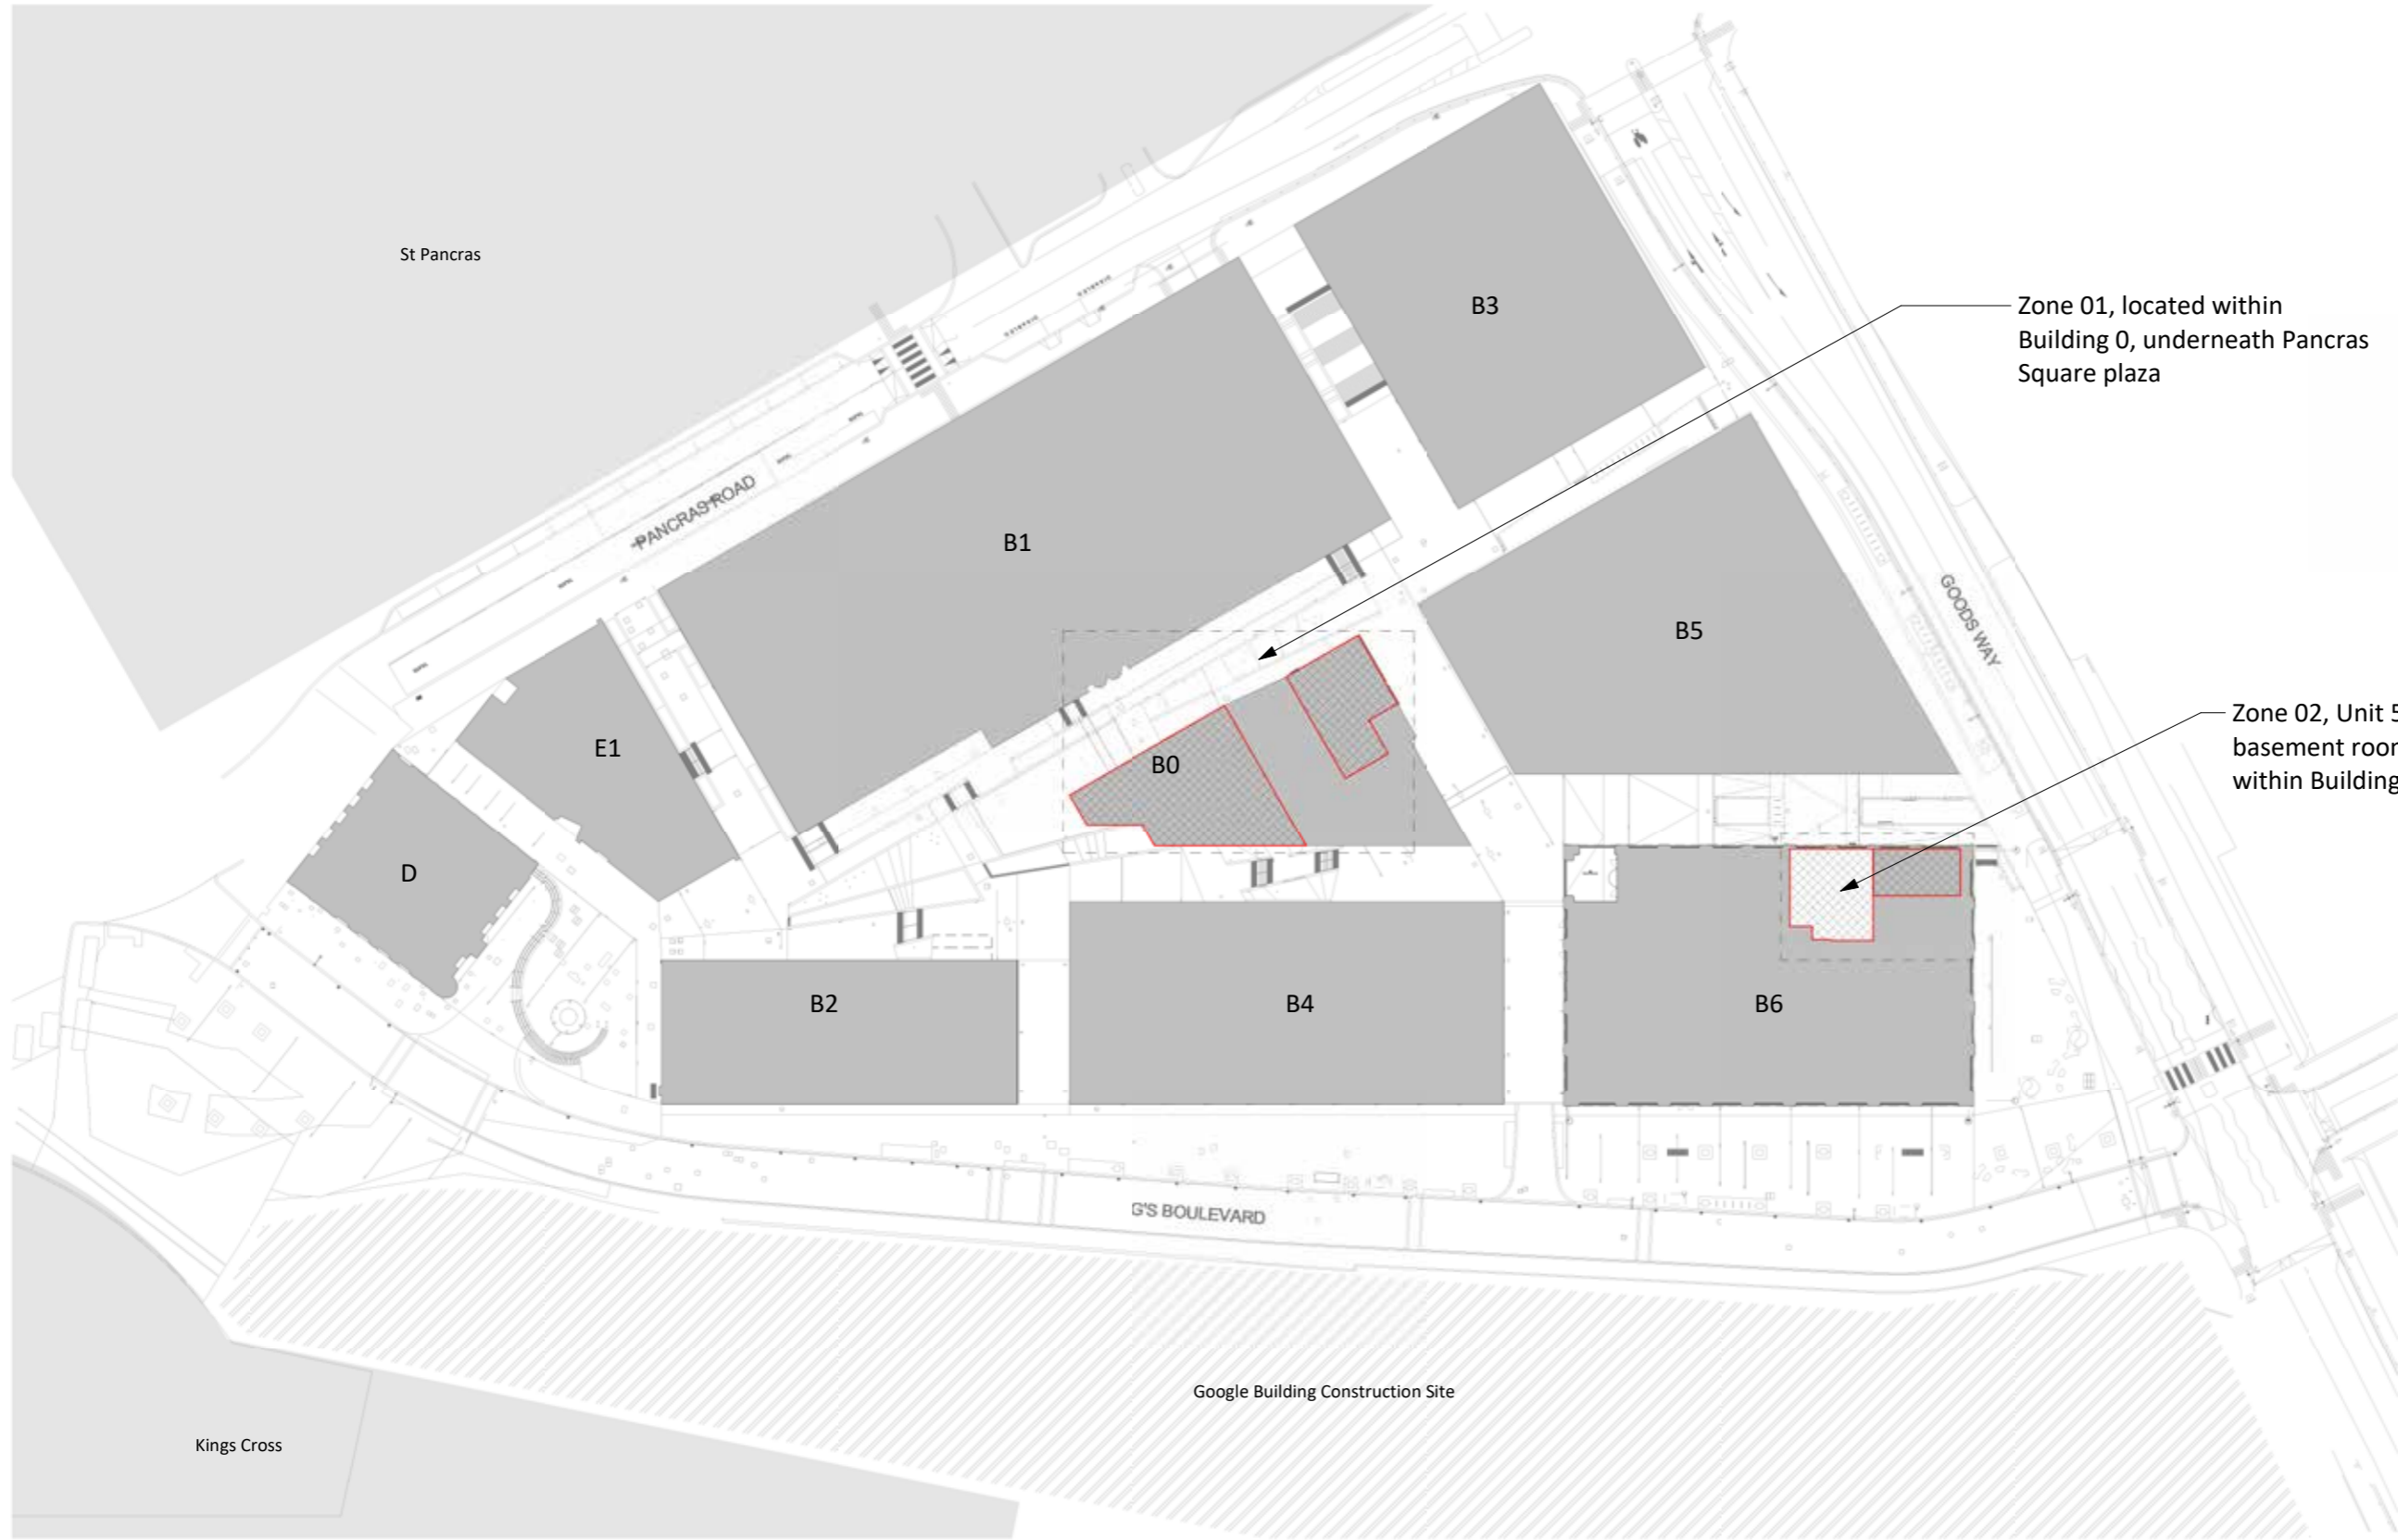 St Pancras
B3
Zone 01, located within
Building 0, underneath Pancras
Square plaza
PANCRAS ROAD
B1
B5
GOODS WAY
Zone 02, Unit
basement
within Building
E1
B0
D
B2
B4
B6
G'S BOULEVARD
Google Building Construction Site
Kings Cross